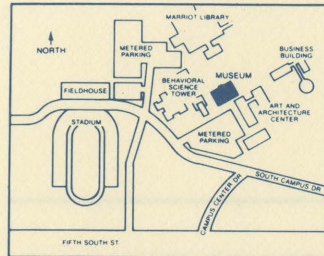 MARRIOT LIBRARY
NORTH
METERED
PARKING
BUSINESS
BUILDING
MUSEUM
BEHAVIORAL
SCIENCE
TOWER
FIELDHOUSE
ART AND
ARCHITECTURE
CENTER
STADIUM
METERED
PARKING
SOUTH CAMPUS DR
CAMPUS CENTER DR
FIFTH SOUTH ST